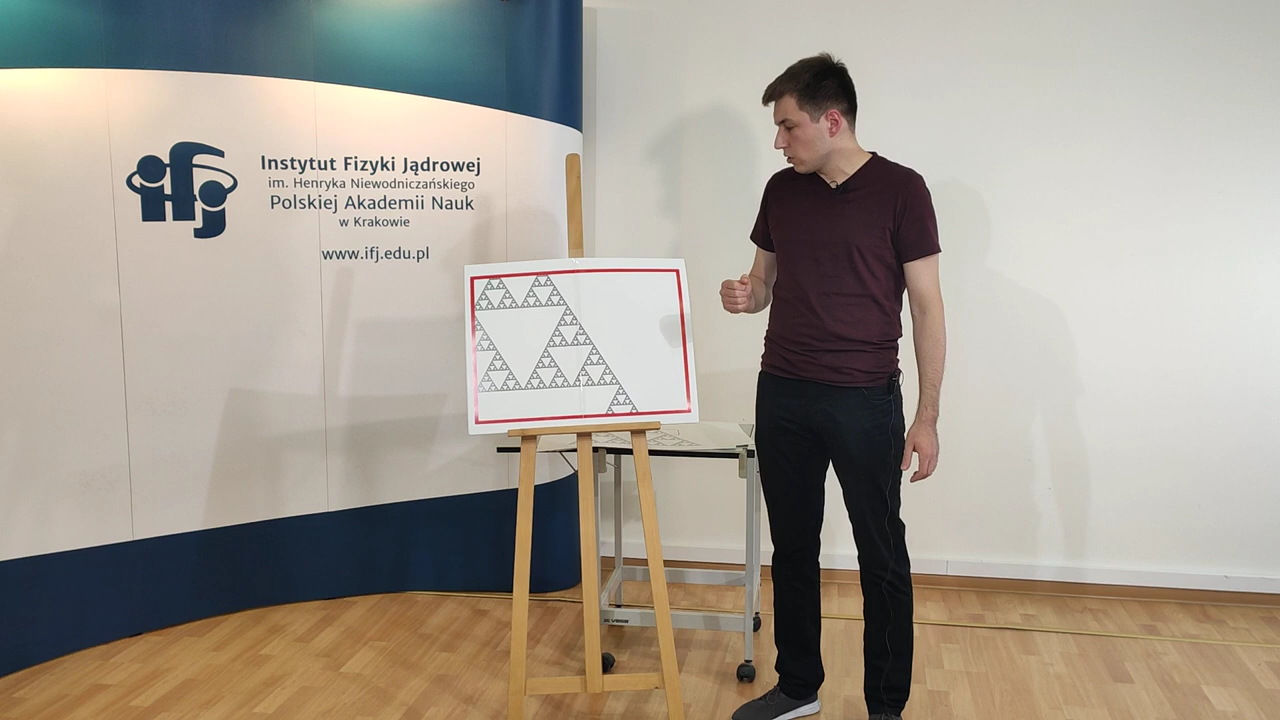 ifj
Instytut Fizyki Jądrowej
im. Henryka Niewodniczańskiego
Polskiej Akademii Nauk
w Krakowie
www.ifj.edu.pl